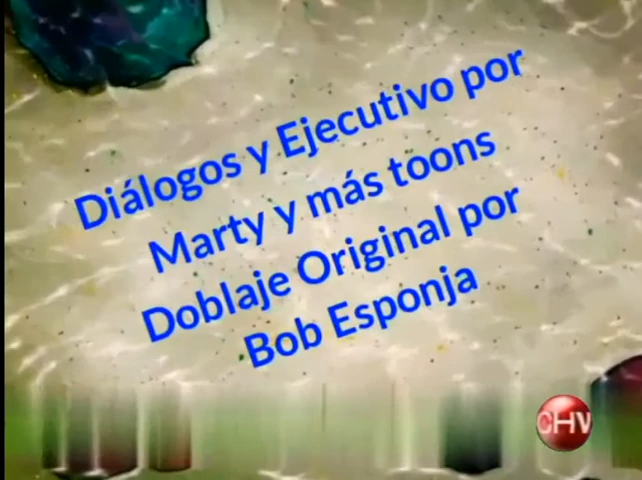 Diálogos y Ejecutivo por
Marty y más toons
Doblaje Original por
Bob Esponja
CHV